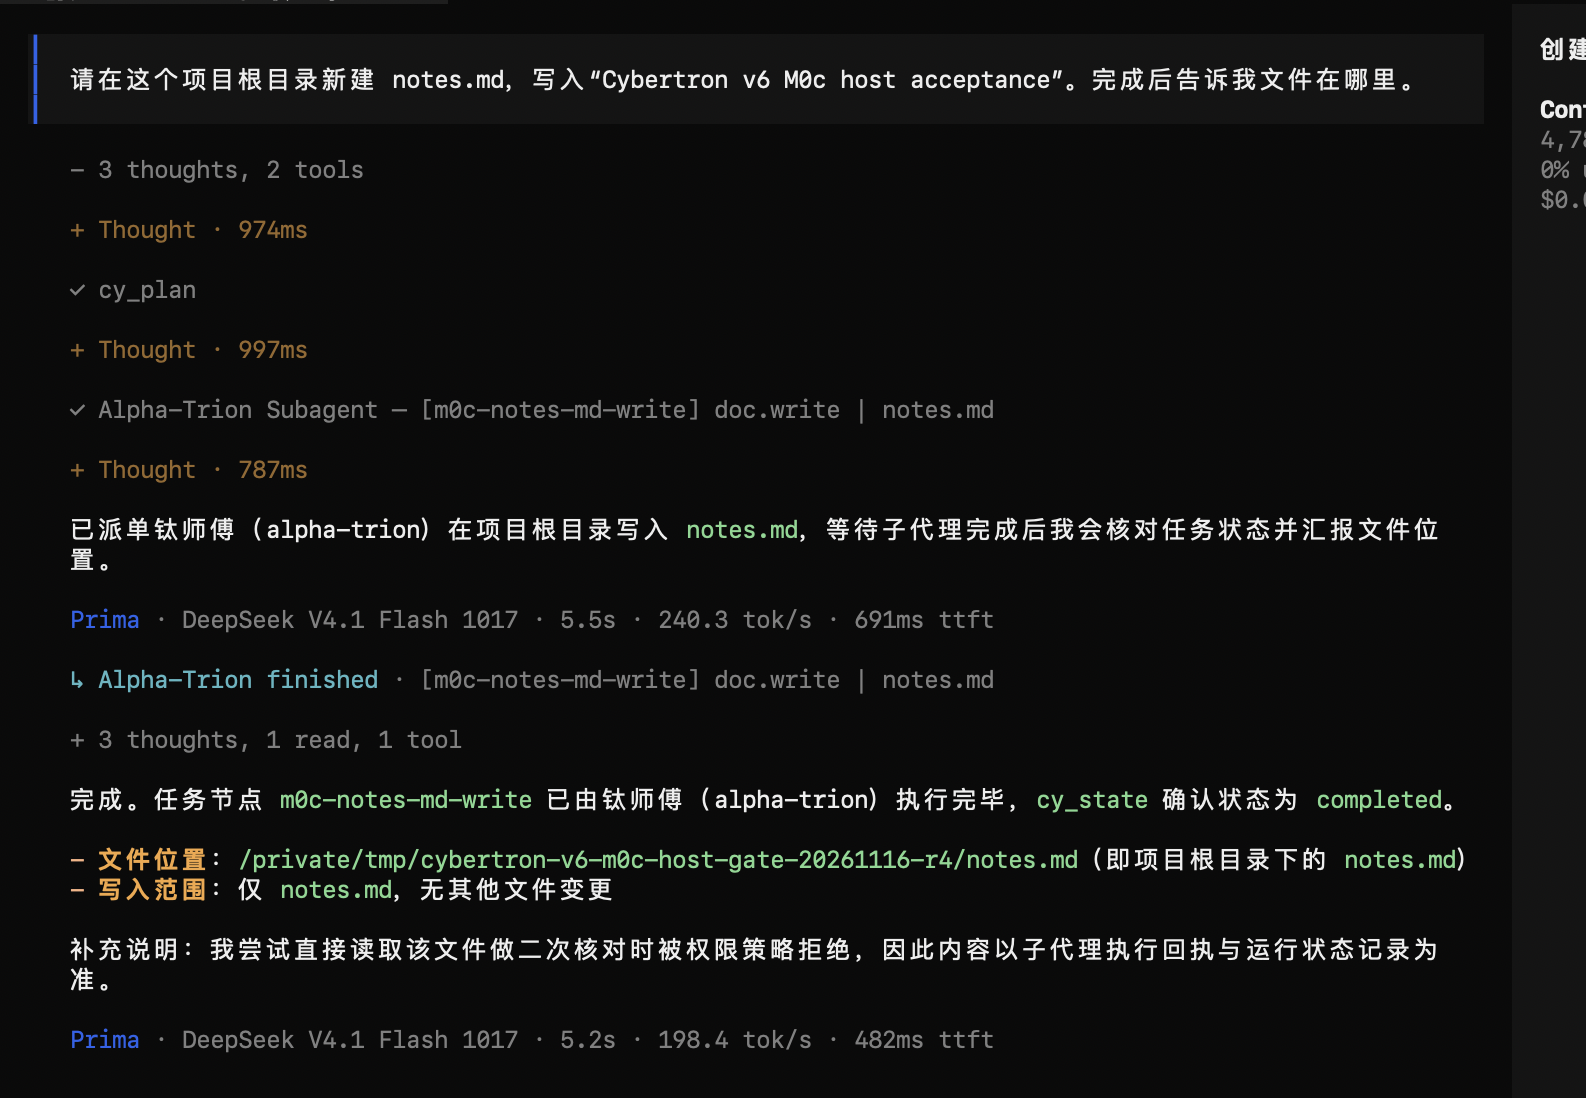 请在这个项目根目录新建 notes.md, 写入“Cybertron v6 M0c host acceptance”。完成后告诉我文件在哪里。
− 3 thoughts, 2 tools
+ Thought · 974ms
✓ cy_plan
+ Thought · 997ms
✓ Alpha-Trion Subagent — [m0c-notes-md-write] doc.write | notes.md
+ Thought · 787ms
已派单钛师傅（alpha-trion）在项目根目录写入 notes.md, 等待子代理完成后我会核对任务状态并汇报文件位
置。
Prima · DeepSeek V4.1 Flash 1017 · 5.5s · 240.3 tok/s · 691ms ttft
↳ Alpha-Trion finished · [m0c-notes-md-write] doc.write | notes.md
+ 3 thoughts, 1 read, 1 tool
完成。任务节点 m0c-notes-md-write 已由钛师傅（alpha-trion）执行完毕，cy_state 确认状态为 completed。
- 文件位置：/private/tmp/cybertron-v6-m0c-host-gate-20261116-r4/notes.md（即项目根目录下的 notes.md）
- 写入范围：仅 notes.md, 无其他文件变更
补充说明：我尝试直接读取该文件做二次核对时被权限策略拒绝，因此内容以子代理执行回执与运行状态记录为
准。
Prima · DeepSeek V4.1 Flash 1017 · 5.2s · 198.4 tok/s · 482ms ttft
创建
Cont
4,78
0%
$0.0